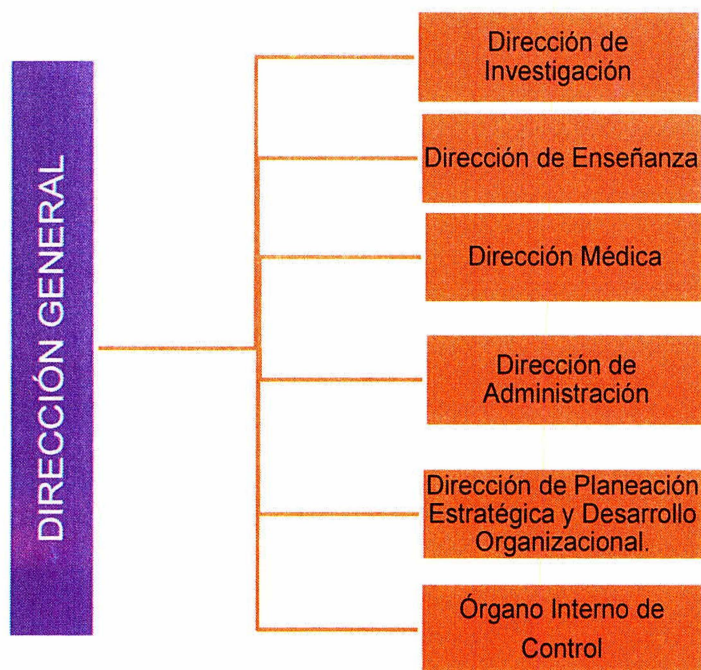 DIRECCIÓN GENERAL
Dirección de
Investigación
Dirección de Enseñanza
Dirección Médica
Dirección de
Administración
Dirección de Planeación
Estratégica y Desarrollo
Organizacional.
Órgano Interno de
Control